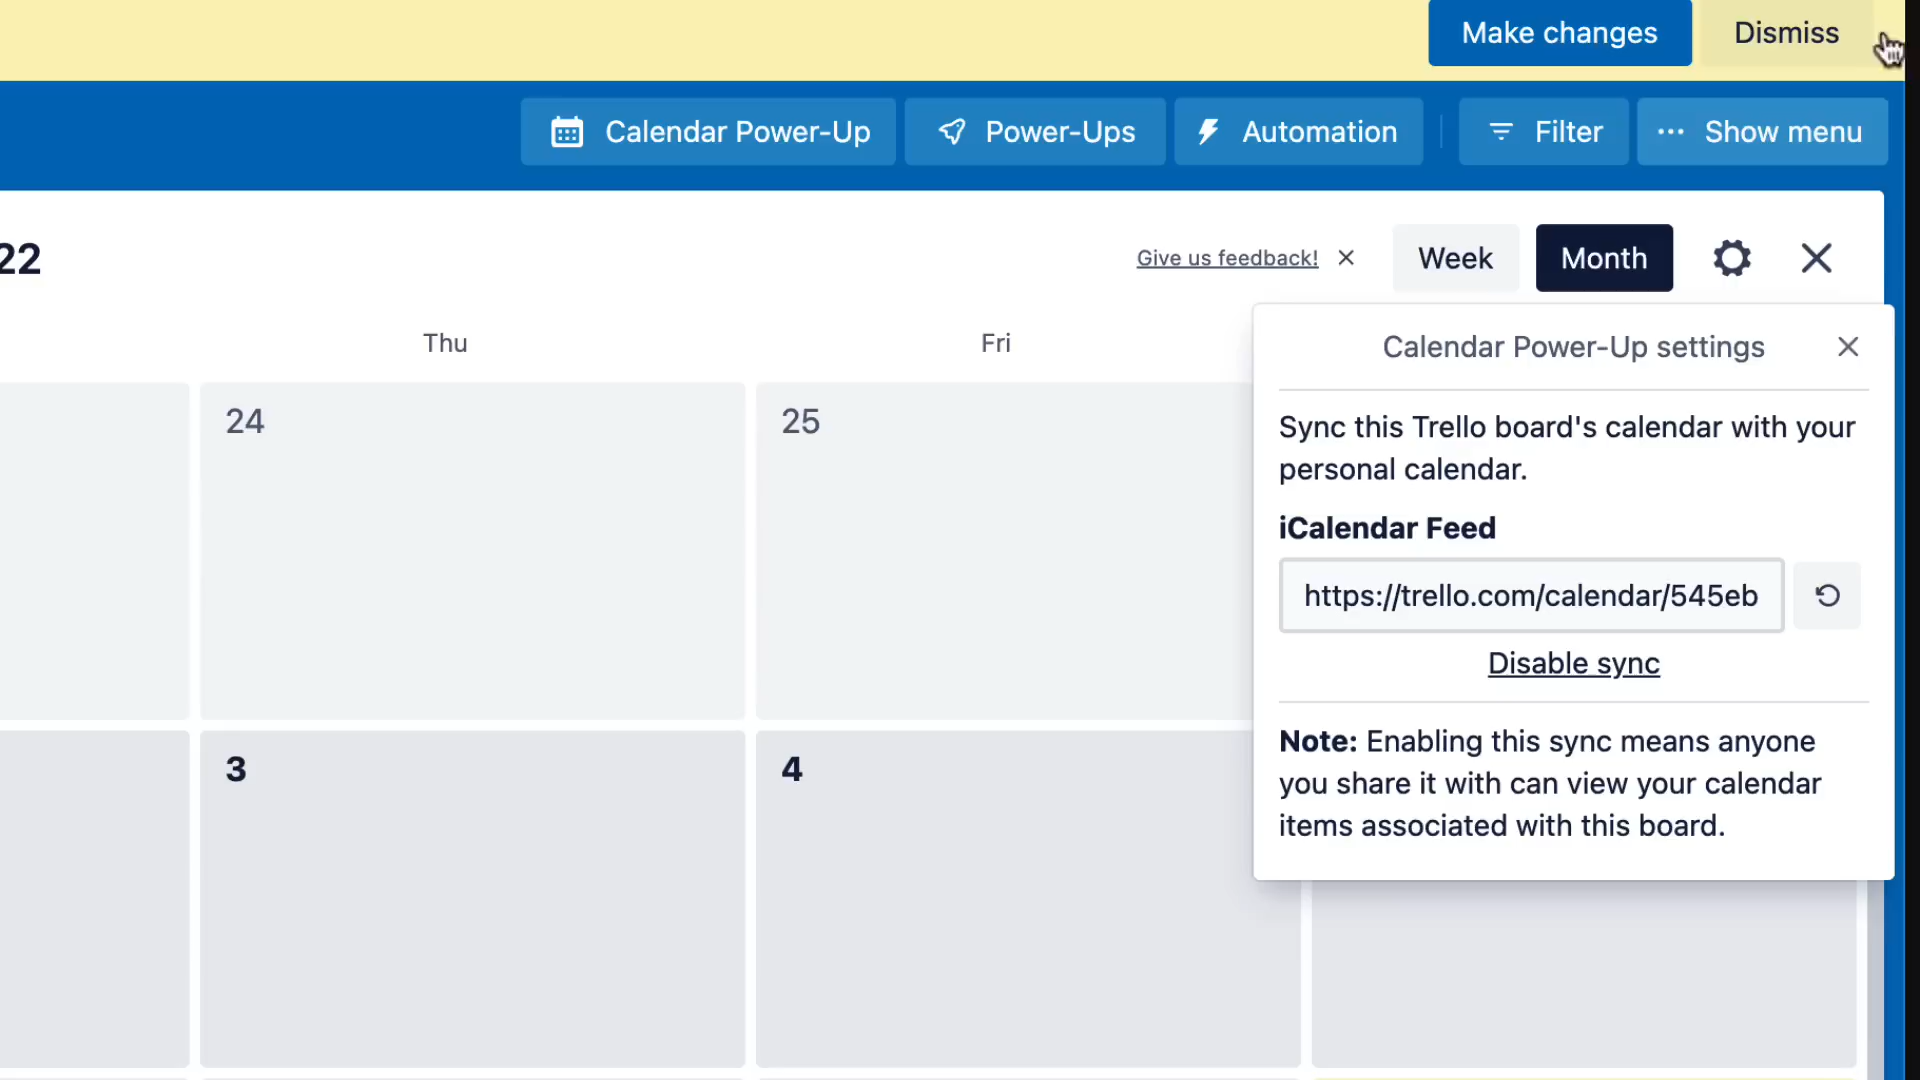 Make changes
Dismiss
Calendar Power-Up
Power-Ups
Automation
Filter
Show menu
22
Give us feedback!
Week
Month
Thu
Fri
24
25
3
4
Calendar Power-Up settings
Sync this Trello board's calendar with your
personal calendar.
iCalendar Feed
https://trello.com/calendar/545eb
Disable sync
Note: Enabling this sync means anyone
you share it with can view your calendar
items associated with this board.